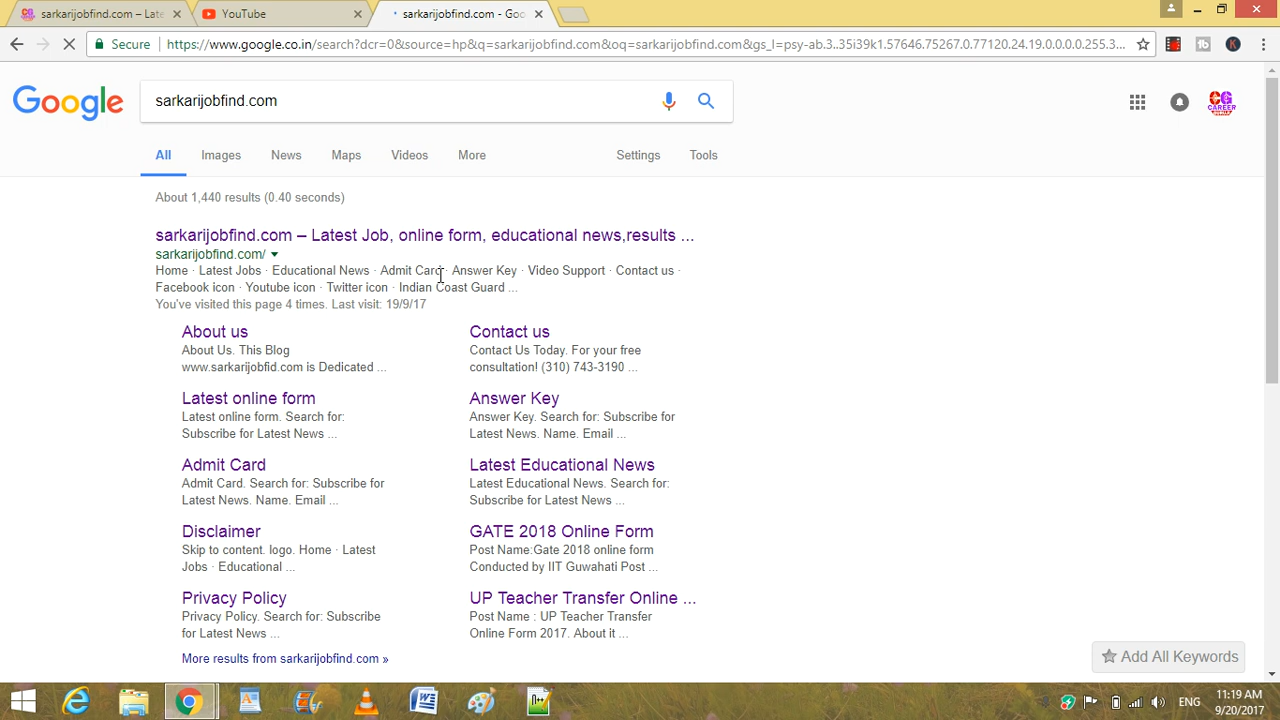 sarkarijobfind.com – Late
YouTube
sarkarijobfind.com - Goo
Secure
https://www.google.co.in/search?dcr=0&source=hp&q=sarkarijobfind.com&oq=sarkarijobfind.com&gs_l=psy-ab.3..35i39k1.57646.75267.0.77120.24.19.0.0.0.0.255.3...
Google
sarkarijobfind.com
CG CAREER
All Images News Maps Videos More Settings Tools
About 1,440 results (0.40 seconds)
sarkarijobfind.com – Latest Job, online form, educational news,results ...
sarkarijobfind.com/
Home · Latest Jobs · Educational News · Admit Card · Answer Key · Video Support · Contact us ·
Facebook icon · Youtube icon · Twitter icon · Indian Coast Guard ...
You've visited this page 4 times. Last visit: 19/9/17
About us
About Us. This Blog
www.sarkarijobfid.com is Dedicated ...
Contact us
Contact Us Today. For your free
consultation! (310) 743-3190 ...
Latest online form
Latest online form. Search for:
Subscribe for Latest News ...
Answer Key
Answer Key. Search for: Subscribe for
Latest News. Name. Email ...
Admit Card
Admit Card. Search for: Subscribe for
Latest News. Name. Email ...
Latest Educational News
Latest Educational News. Search for:
Subscribe for Latest News ...
Disclaimer
Skip to content. logo. Home · Latest
Jobs · Educational ...
GATE 2018 Online Form
Post Name:Gate 2018 online form
Conducted by IIT Guwahati Post ...
Privacy Policy
Privacy Policy. Search for: Subscribe
for Latest News ...
UP Teacher Transfer Online ...
Post Name : UP Teacher Transfer
Online Form 2017. About it ...
More results from sarkarijobfind.com »
Add All Keywords
ENG
11:19 AM
9/20/2017